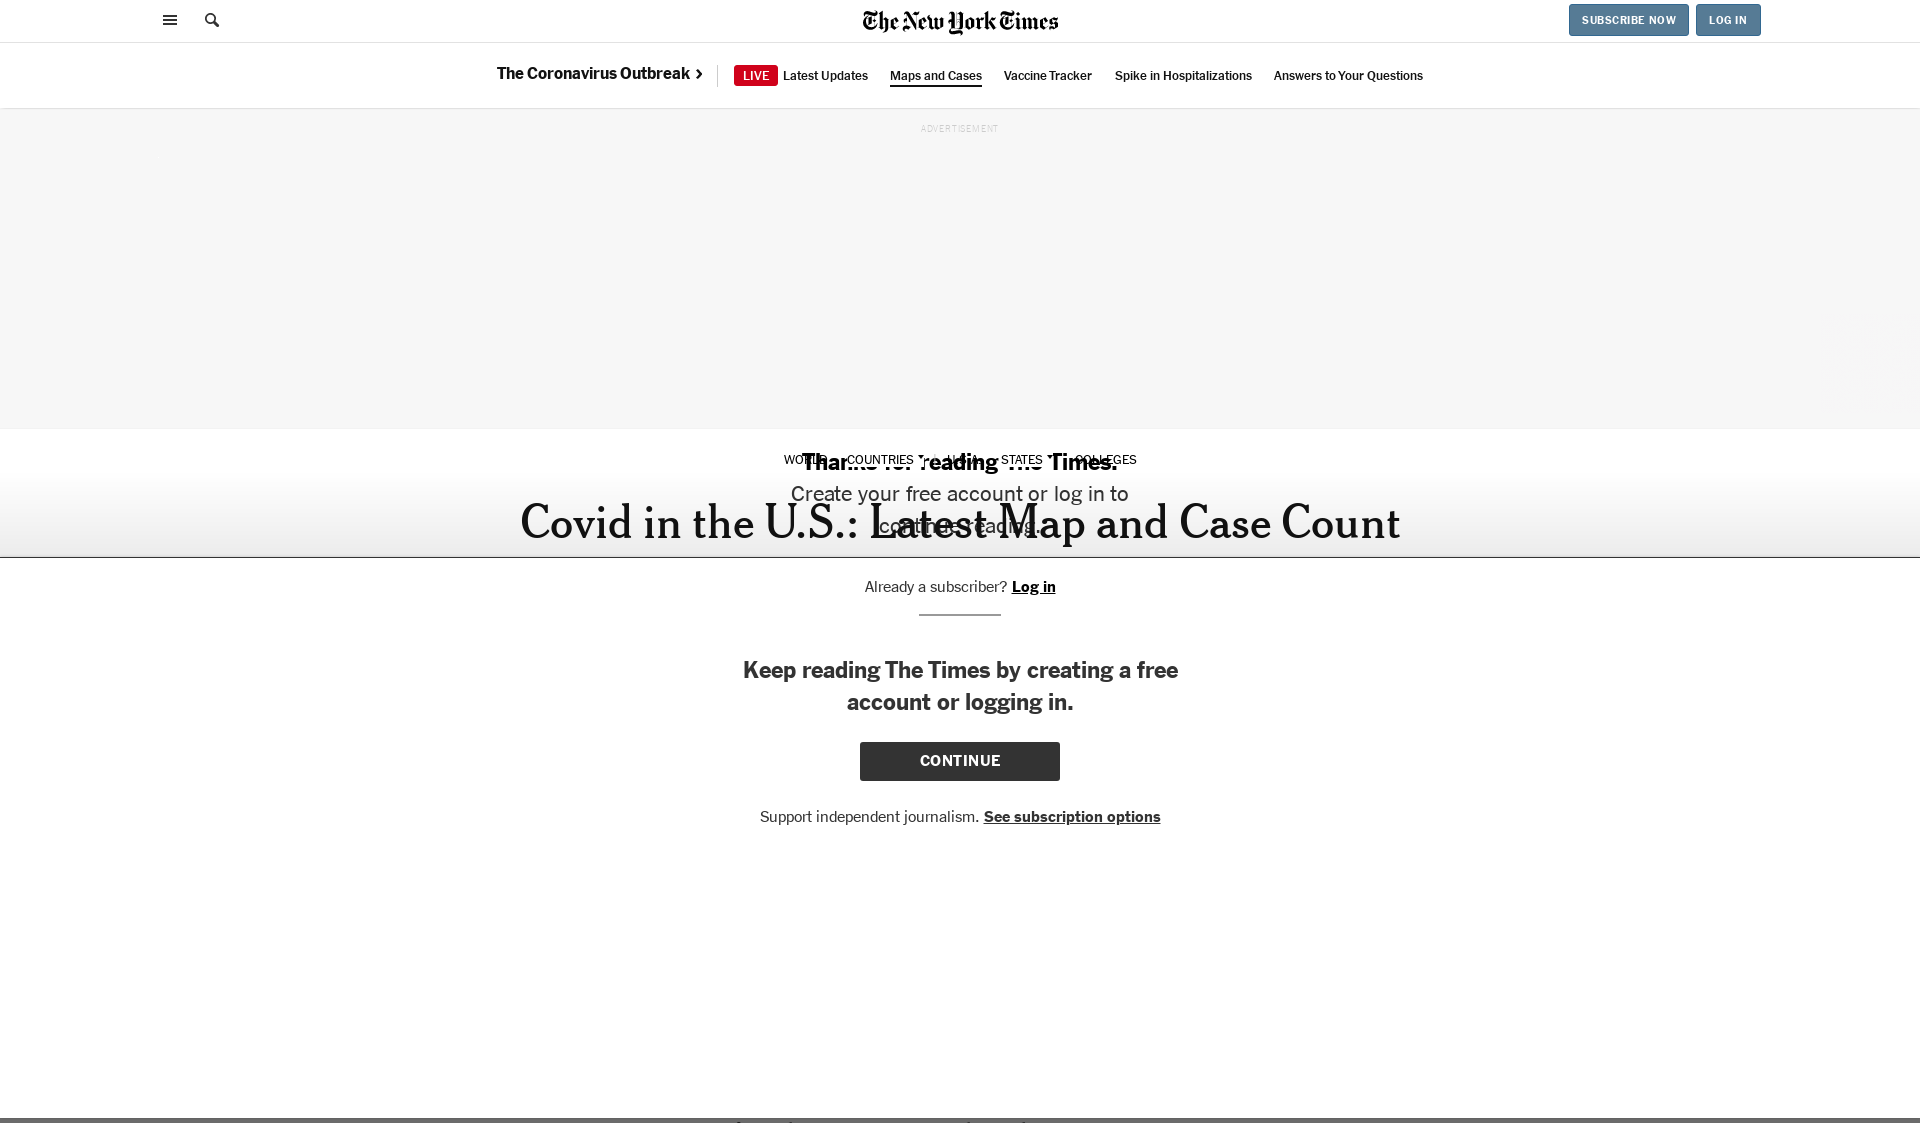 The New York Times
SUBSCRIBE NOW
LOG IN
The Coronavirus Outbreak
LIVE Latest Updates
Maps and Cases
Vaccine Tracker
Spike in Hospitalizations
Answers to Your Questions
ADVERTISEMENT
WORLD COUNTRIES U.S.A. STATES COLLEGES
Thanks for reading The Times.
Create your free account or log in to
continue reading.
Covid in the U.S.: Latest Map and Case Count
Already a subscriber? Log in
Keep reading The Times by creating a free
account or logging in.
CONTINUE
Support independent journalism. See subscription options